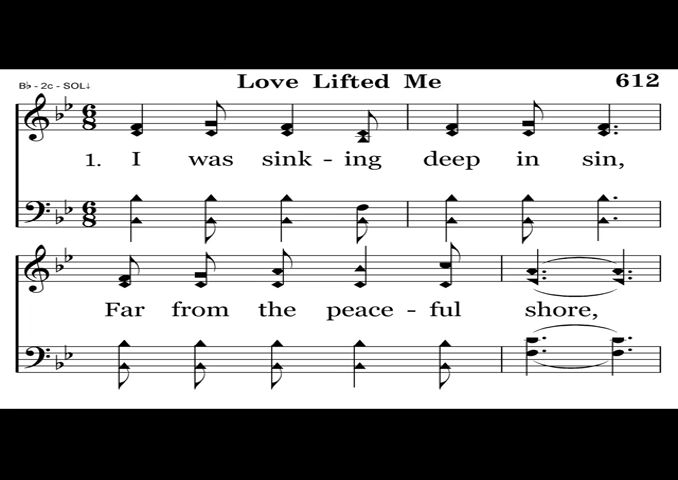 Love Lifted Me 612
B♭ - 2c - SOL↓
1. I was sink - ing deep in sin,
Far from the peace - ful shore,